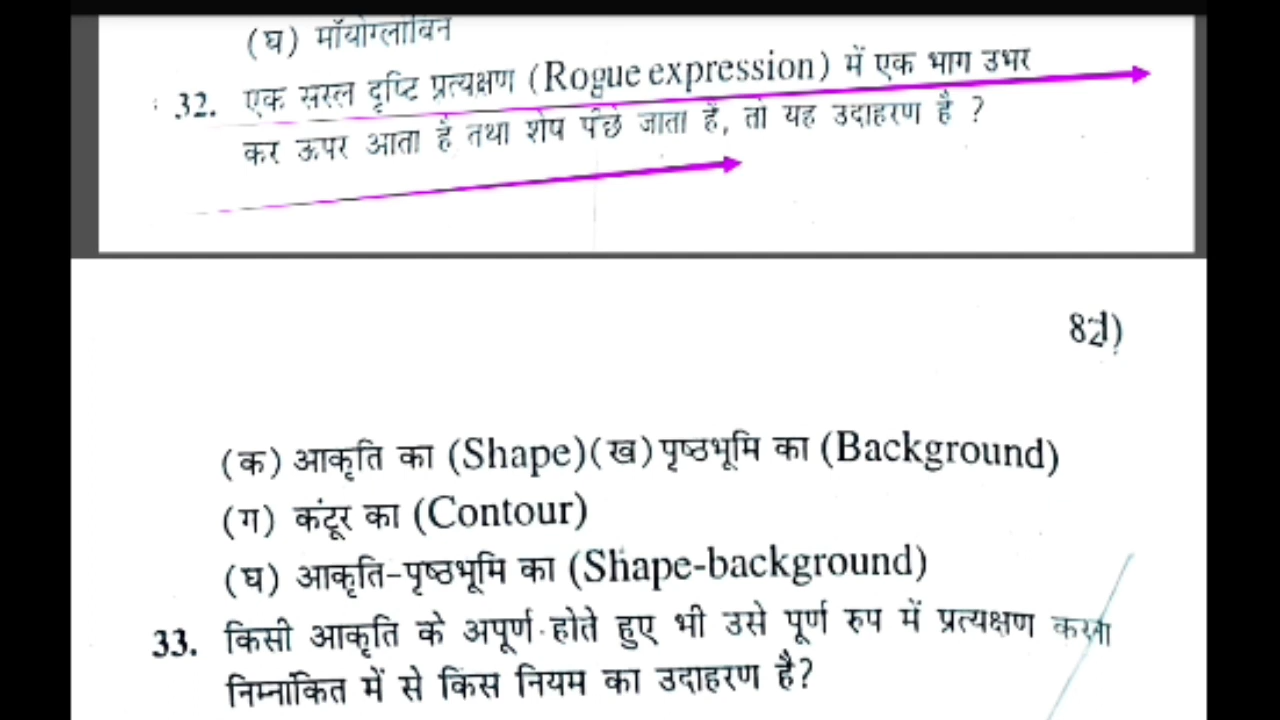 (घ) मॉयोग्लोबिन
32. एक सरल दृष्टि प्रत्यक्षण (Rogue expression) में एक भाग उभर
कर ऊपर आता है तथा शेष पीछे जाता है, तो यह उदाहरण है ?
(क) आकृति का (Shape) (ख) पृष्ठभूमि का (Background)
(ग) कंटूर का (Contour)
(घ) आकृति-पृष्ठभूमि का (Shape-background)
33. किसी आकृति के अपूर्ण होते हुए भी उसे पूर्ण रुप में प्रत्यक्षण करना
निम्नांकित में से किस नियम का उदाहरण है?